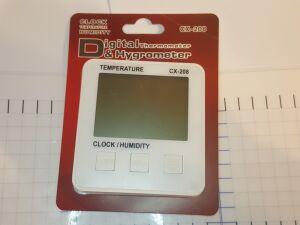 CLOCK
TEMPERATURE
HUMIDITY
CX-208
Digital Thermometer
& Hygrometer
TEMPERATURE CX-208
CLOCK / HUMIDITY